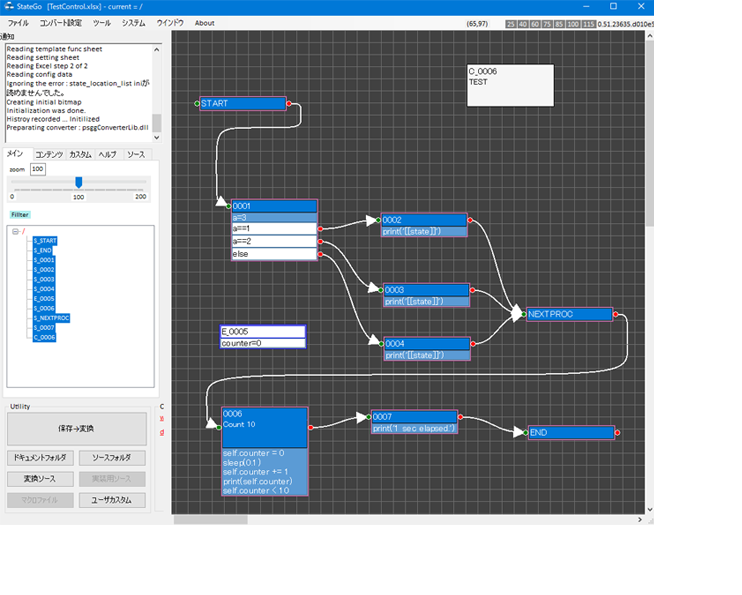 StateGo [TestControl.xlsx] - current = /
ファイル コンバート設定 ツール システム ウインドウ About
(65,97) 25 40 60 75 85 100 115 0.51.23635.d010e
通知
Reading template func sheet
Reading setting sheet
Reading Excel step 2 of 2
Reading config data
Ignoring the error : state_location_list iniが
読めませんでした。
Creating initial bitmap
Initialization was done.
Histroy recorded ... Initilized
Preparating converter : psggConverterLib.dll
メイン コンテンツ カスタム ヘルプ ソース
zoom 100
0 100 200
Fillter
/
S_START
S_END
S_0001
S_0002
S_0003
S_0004
E_0005
S_0006
S_NEXTPROC
S_0007
C_0006
Utility
保存→変換
ドキュメントフォルダ ソースフォルダ
変換ソース 実装用ソース
マクロファイル ユーザカスタム
C
C_0006
TEST
START
0001
a=3
a==1
a==2
else
0002
print('[[state]]')
0003
print('[[state]]')
0004
print('[[state]]')
NEXTPROC
E_0005
counter=0
0006
Count 10
self.counter = 0
sleep(0.1)
self.counter += 1
print(self.counter)
self.counter < 10
0007
print('1 sec elapsed.')
END